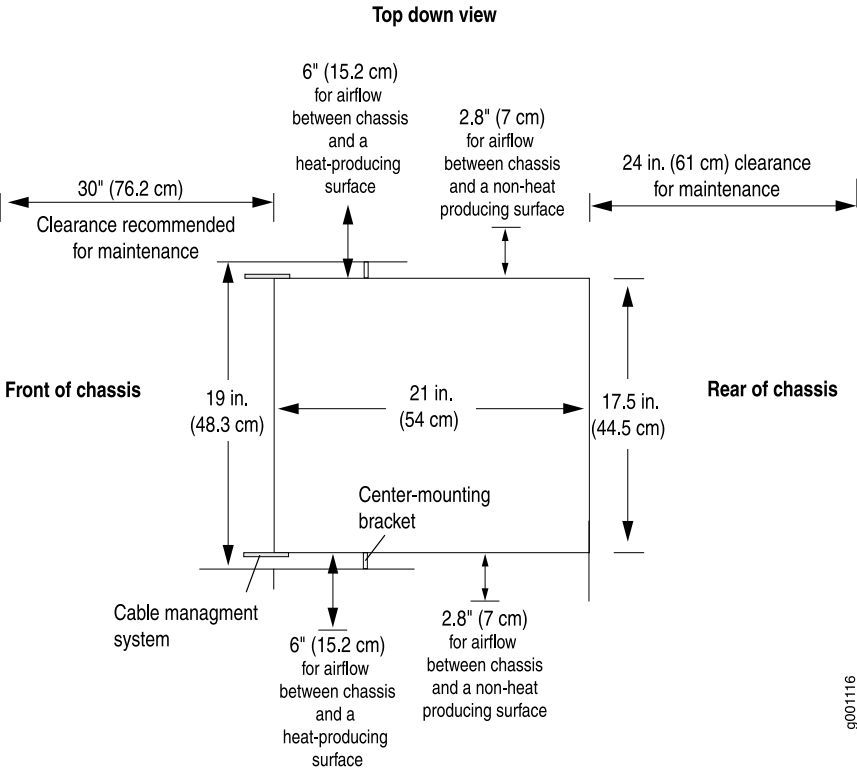 Top down view
6" (15.2 cm)
for airflow
between chassis
and a
heat-producing
surface
2.8" (7 cm)
for airflow
between chassis
and a non-heat
producing surface
24 in. (61 cm) clearance
for maintenance
30" (76.2 cm)
Clearance recommended
for maintenance
Front of chassis
19 in.
(48.3 cm)
21 in.
(54 cm)
17.5 in.
(44.5 cm)
Rear of chassis
Center-mounting
bracket
Cable managment
system
6" (15.2 cm)
for airflow
between chassis
and a
heat-producing
surface
2.8" (7 cm)
for airflow
between chassis
and a non-heat
producing surface
g001116